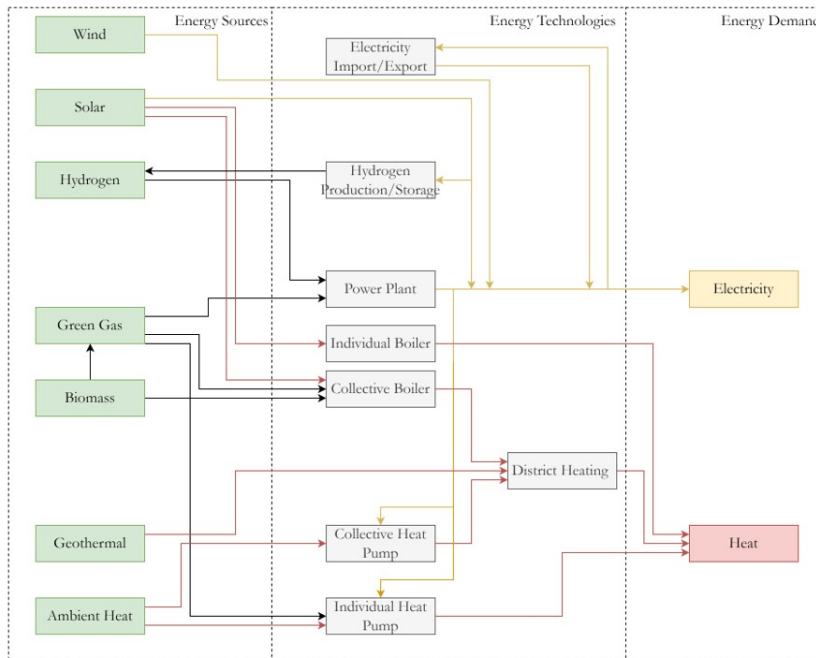 Energy Sources
Energy Technologies
Energy Demand
Wind
Electricity
Import/Export
Solar
Hydrogen
Hydrogen
Production/Storage
Power Plant
Electricity
Green Gas
Individual Boiler
Biomass
Collective Boiler
District Heating
Geothermal
Collective Heat
Pump
Heat
Ambient Heat
Individual Heat
Pump